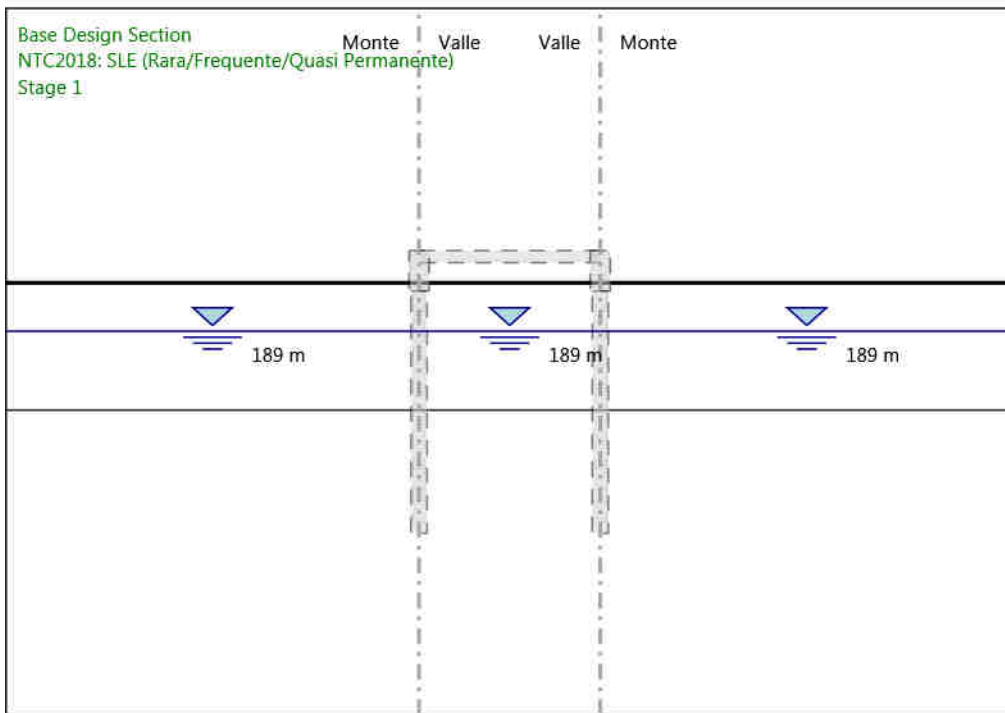 Base Design Section
NTC2018: SLE (Rara/Frequente/Quasi Permanente)
Stage 1
Monte Valle Valle Monte
189 m 189 m 189 m